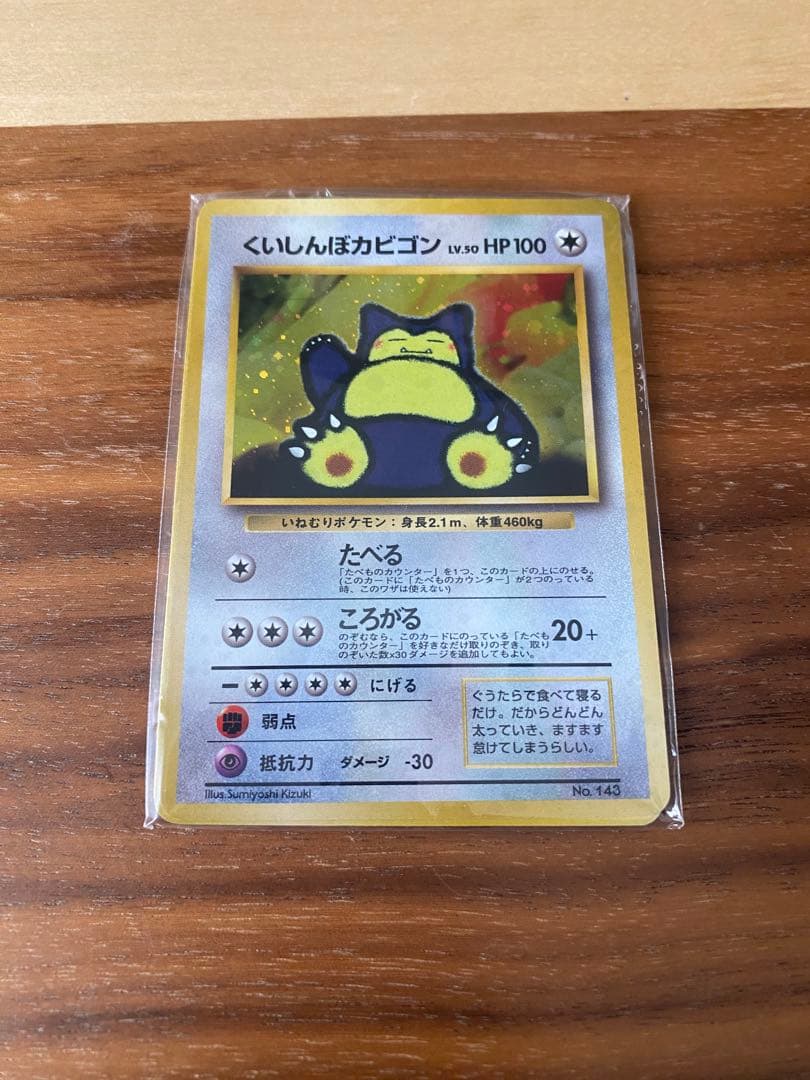 くいしんぼカビゴン LV.50 HP100
いねむりポケモン：身長2.1m、体重460kg
たべる
「たべものカウンター」を1つ、このカードの上にのせる。
(このカードに「たべものカウンター」が2つのっている
時、このワザは使えない)
ころがる
のぞむなら、このカードにのっている「たべも
のカウンター」を好きなだけ取りのぞき、取り
のぞいた数×30ダメージを追加してもよい。
20+
にげる
弱点
抵抗力 ダメージ -30
ぐうたらで食べて寝る
だけ。だからどんどん
太っていき、ますます
怠けてしまうらしい。
Illus.Sumiyoshi Kizuki
No. 143